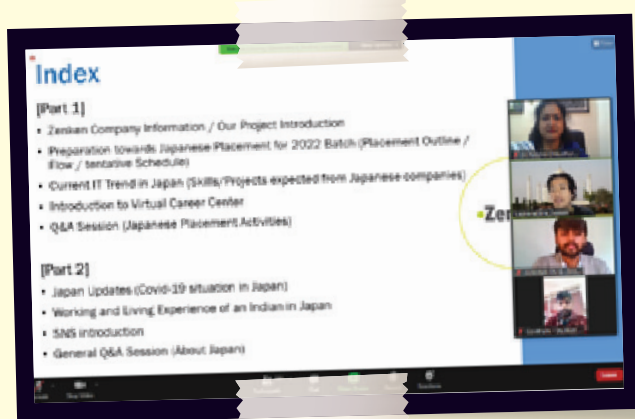 Index
[Part 1]
• Zenken Company Information / Our Project Introduction
• Preparation towards Japanese Placement for 2022 Batch (Placement Outline /
Flow / tentative Schedule)
• Current IT Trend in Japan (Skills/Projects expected from Japanese companies)
• Introduction to Virtual Career Center
• Q&A Session (Japanese Placement Activities)
Zen
[Part 2]
• Japan Updates (Covid-19 situation in Japan)
• Working and Living Experience of an Indian in Japan
• SNS introduction
• General Q&A Session (About Japan)
Leave